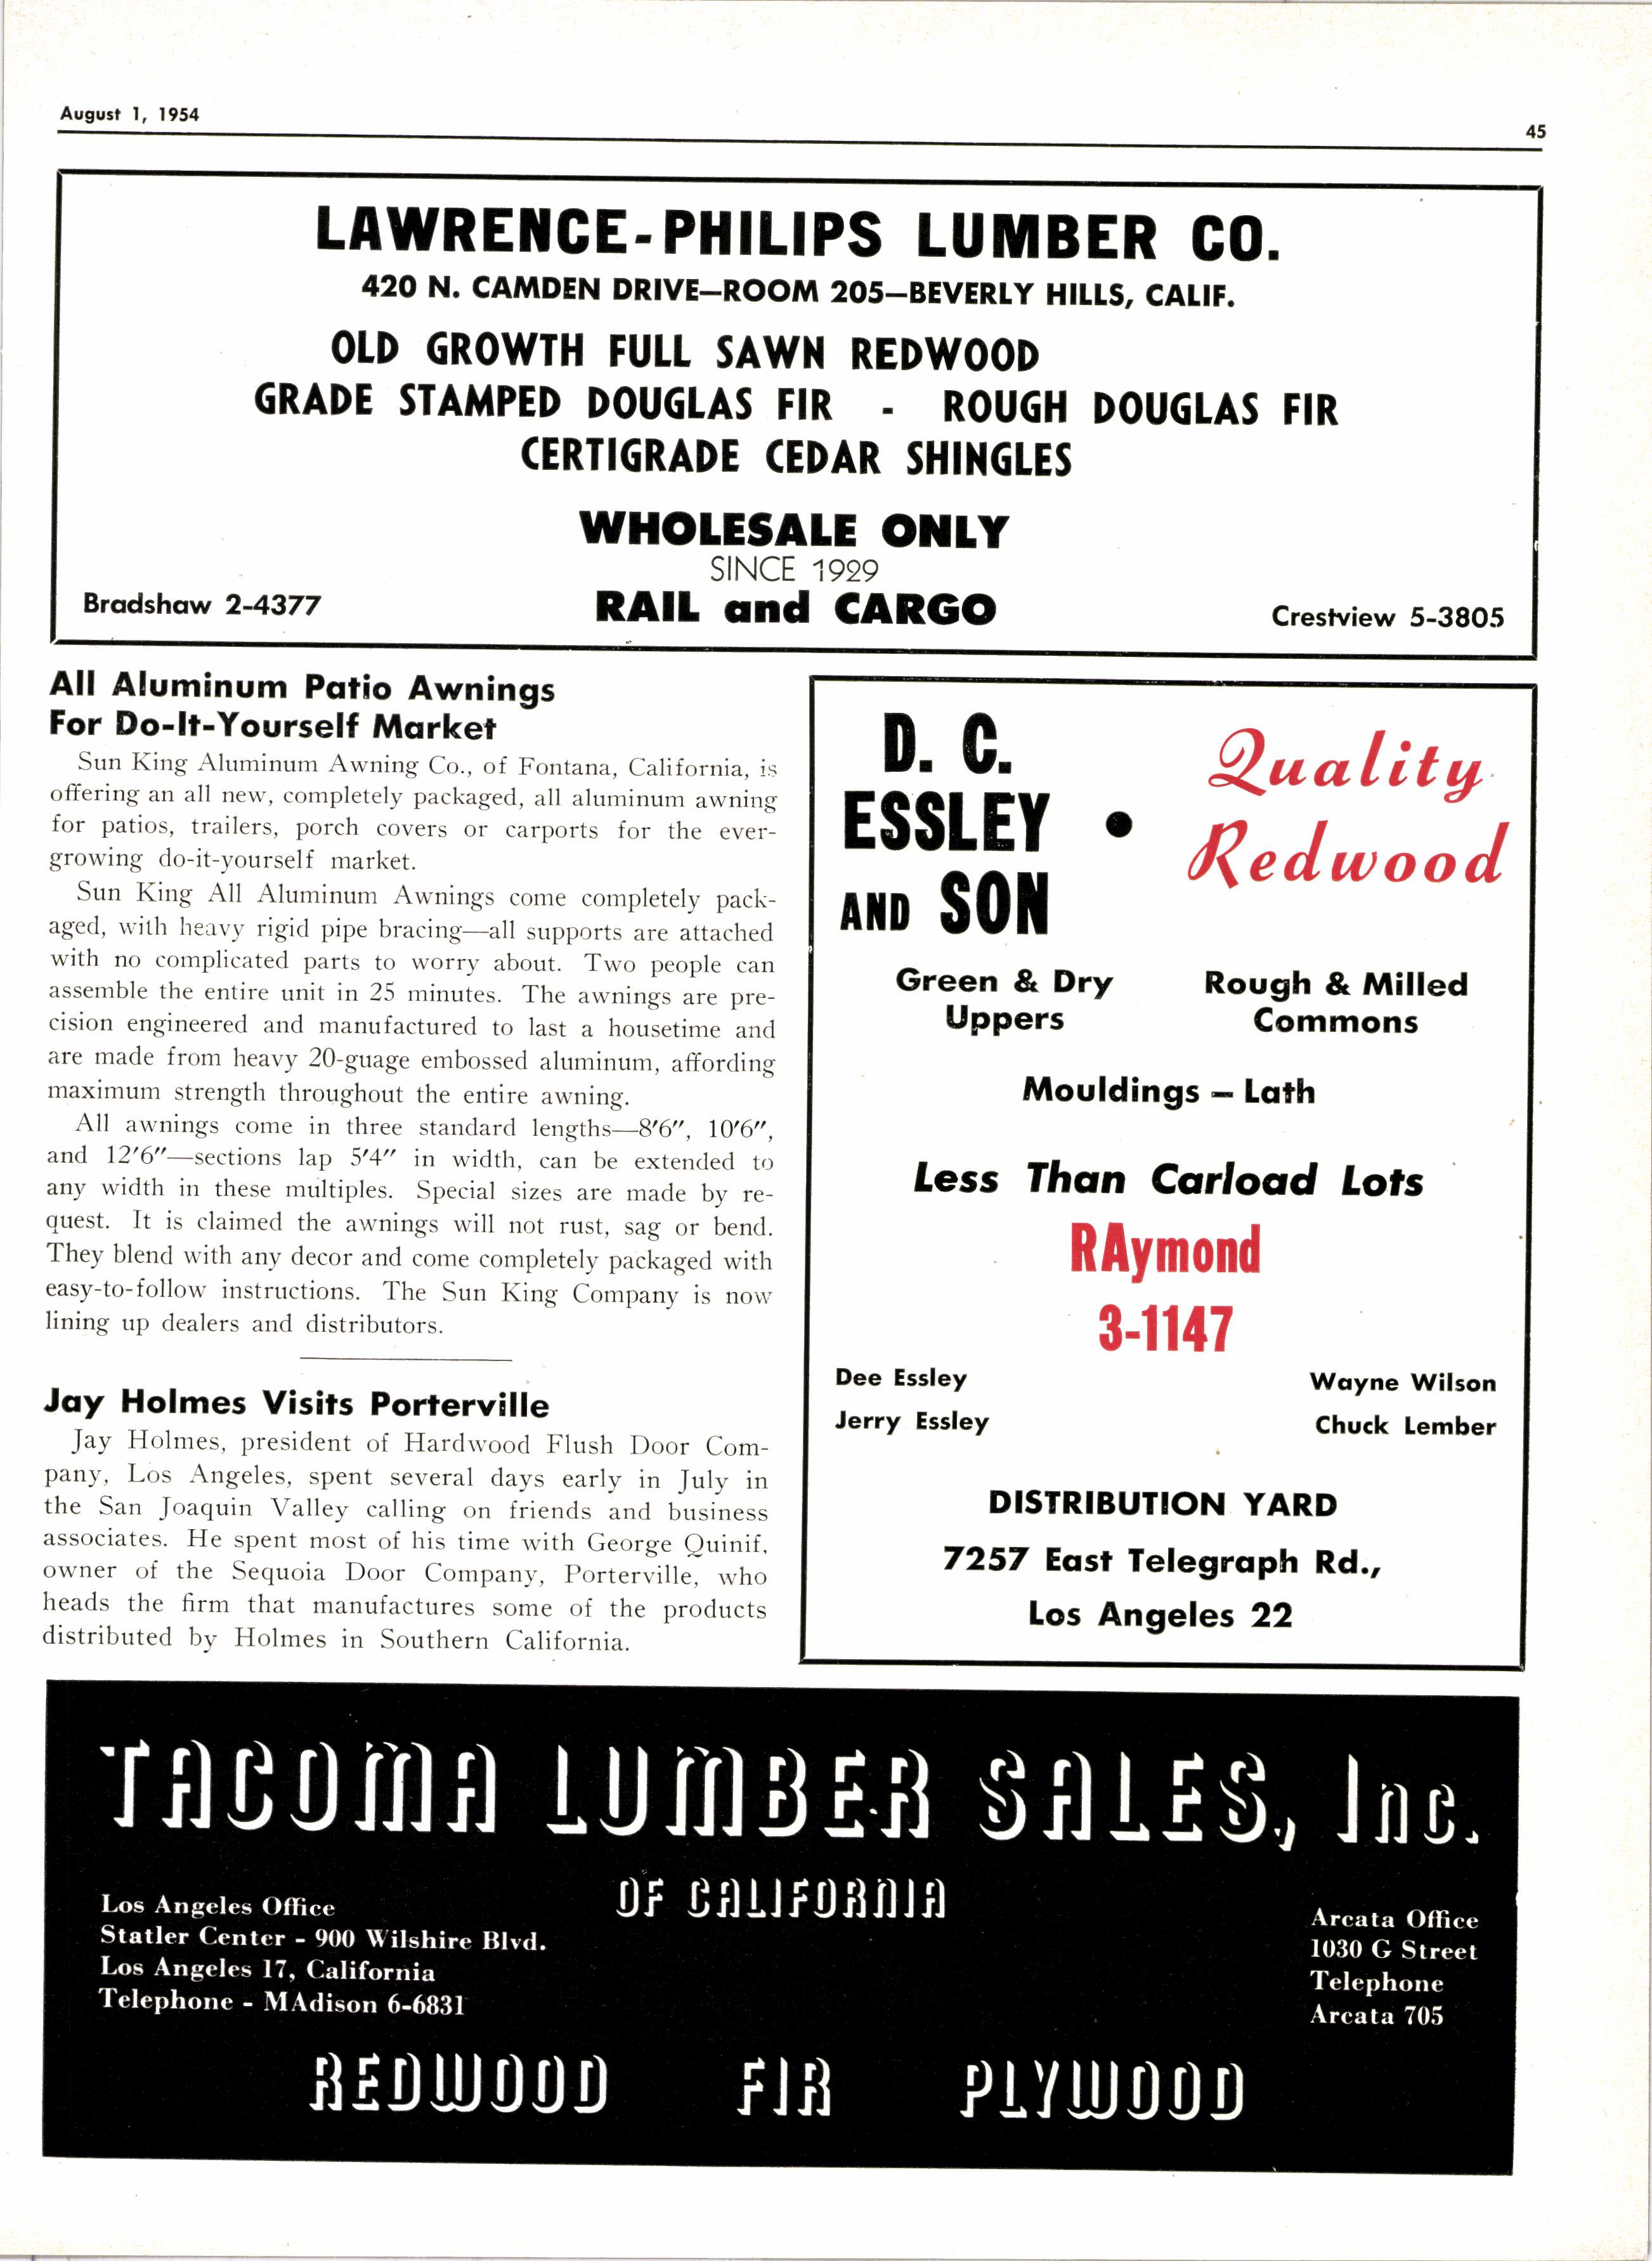 August 1, 1954
45
LAWRENCE-PHILIPS LUMBER CO.
420 N. CAMDEN DRIVE—ROOM 205—BEVERLY HILLS, CALIF.
OLD GROWTH FULL SAWN REDWOOD
GRADE STAMPED DOUGLAS FIR - ROUGH DOUGLAS FIR
CERTIGRADE CEDAR SHINGLES
WHOLESALE ONLY
SINCE 1929
Bradshaw 2-4377 RAIL and CARGO Crestview 5-3805
All Aluminum Patio Awnings
For Do-It-Yourself Market
Sun King Aluminum Awning Co., of Fontana, California, is
offering an all new, completely packaged, all aluminum awning
for patios, trailers, porch covers or carports for the ever-
growing do-it-yourself market.
Sun King All Aluminum Awnings come completely pack-
aged, with heavy rigid pipe bracing—all supports are attached
with no complicated parts to worry about. Two people can
assemble the entire unit in 25 minutes. The awnings are pre-
cision engineered and manufactured to last a housetime and
are made from heavy 20-guage embossed aluminum, affording
maximum strength throughout the entire awning.
All awnings come in three standard lengths—8′6″, 10′6″,
and 12′6″—sections lap 5′4″ in width, can be extended to
any width in these multiples. Special sizes are made by re-
quest. It is claimed the awnings will not rust, sag or bend.
They blend with any decor and come completely packaged with
easy-to-follow instructions. The Sun King Company is now
lining up dealers and distributors.
Jay Holmes Visits Porterville
Jay Holmes, president of Hardwood Flush Door Com-
pany, Los Angeles, spent several days early in July in
the San Joaquin Valley calling on friends and business
associates. He spent most of his time with George Quinif,
owner of the Sequoia Door Company, Porterville, who
heads the firm that manufactures some of the products
distributed by Holmes in Southern California.
D. C.
ESSLEY
AND SON
•
Quality
Redwood
Green & Dry
Uppers
Rough & Milled
Commons
Mouldings — Lath
Less Than Carload Lots
RAymond
3-1147
Dee Essley
Jerry Essley
Wayne Wilson
Chuck Lember
DISTRIBUTION YARD
7257 East Telegraph Rd.,
Los Angeles 22
TACOMA LUMBER SALES, Inc.
OF CALIFORNIA
Los Angeles Office
Statler Center - 900 Wilshire Blvd.
Los Angeles 17, California
Telephone - MAdison 6-6831
Arcata Office
1030 G Street
Telephone
Arcata 705
REDWOOD FIR PLYWOOD